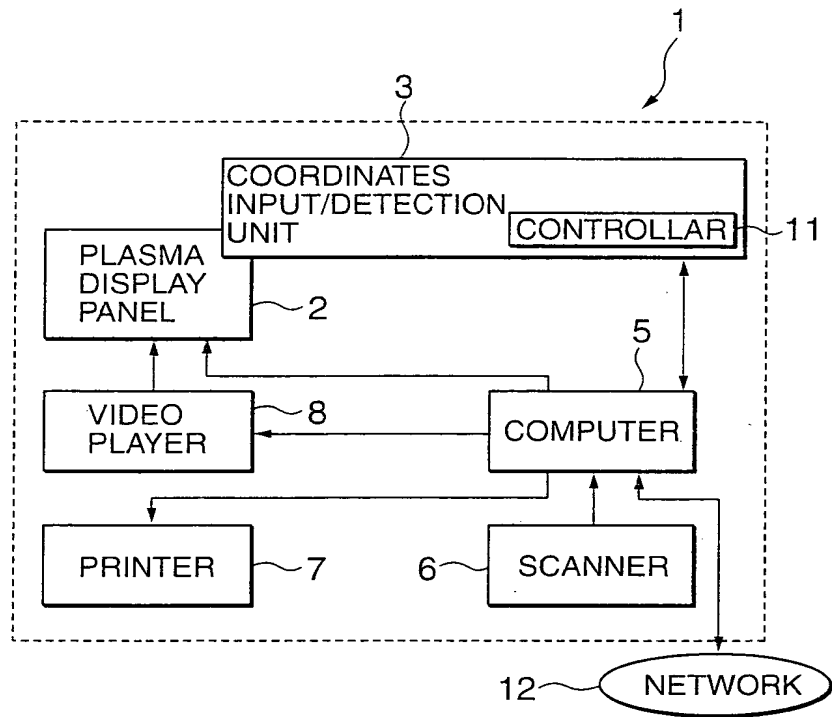 1
3
COORDINATES
INPUT/DETECTION
UNIT
CONTROLLAR
11
PLASMA
DISPLAY
PANEL
2
5
VIDEO
PLAYER
8
COMPUTER
PRINTER
7
6
SCANNER
12
NETWORK